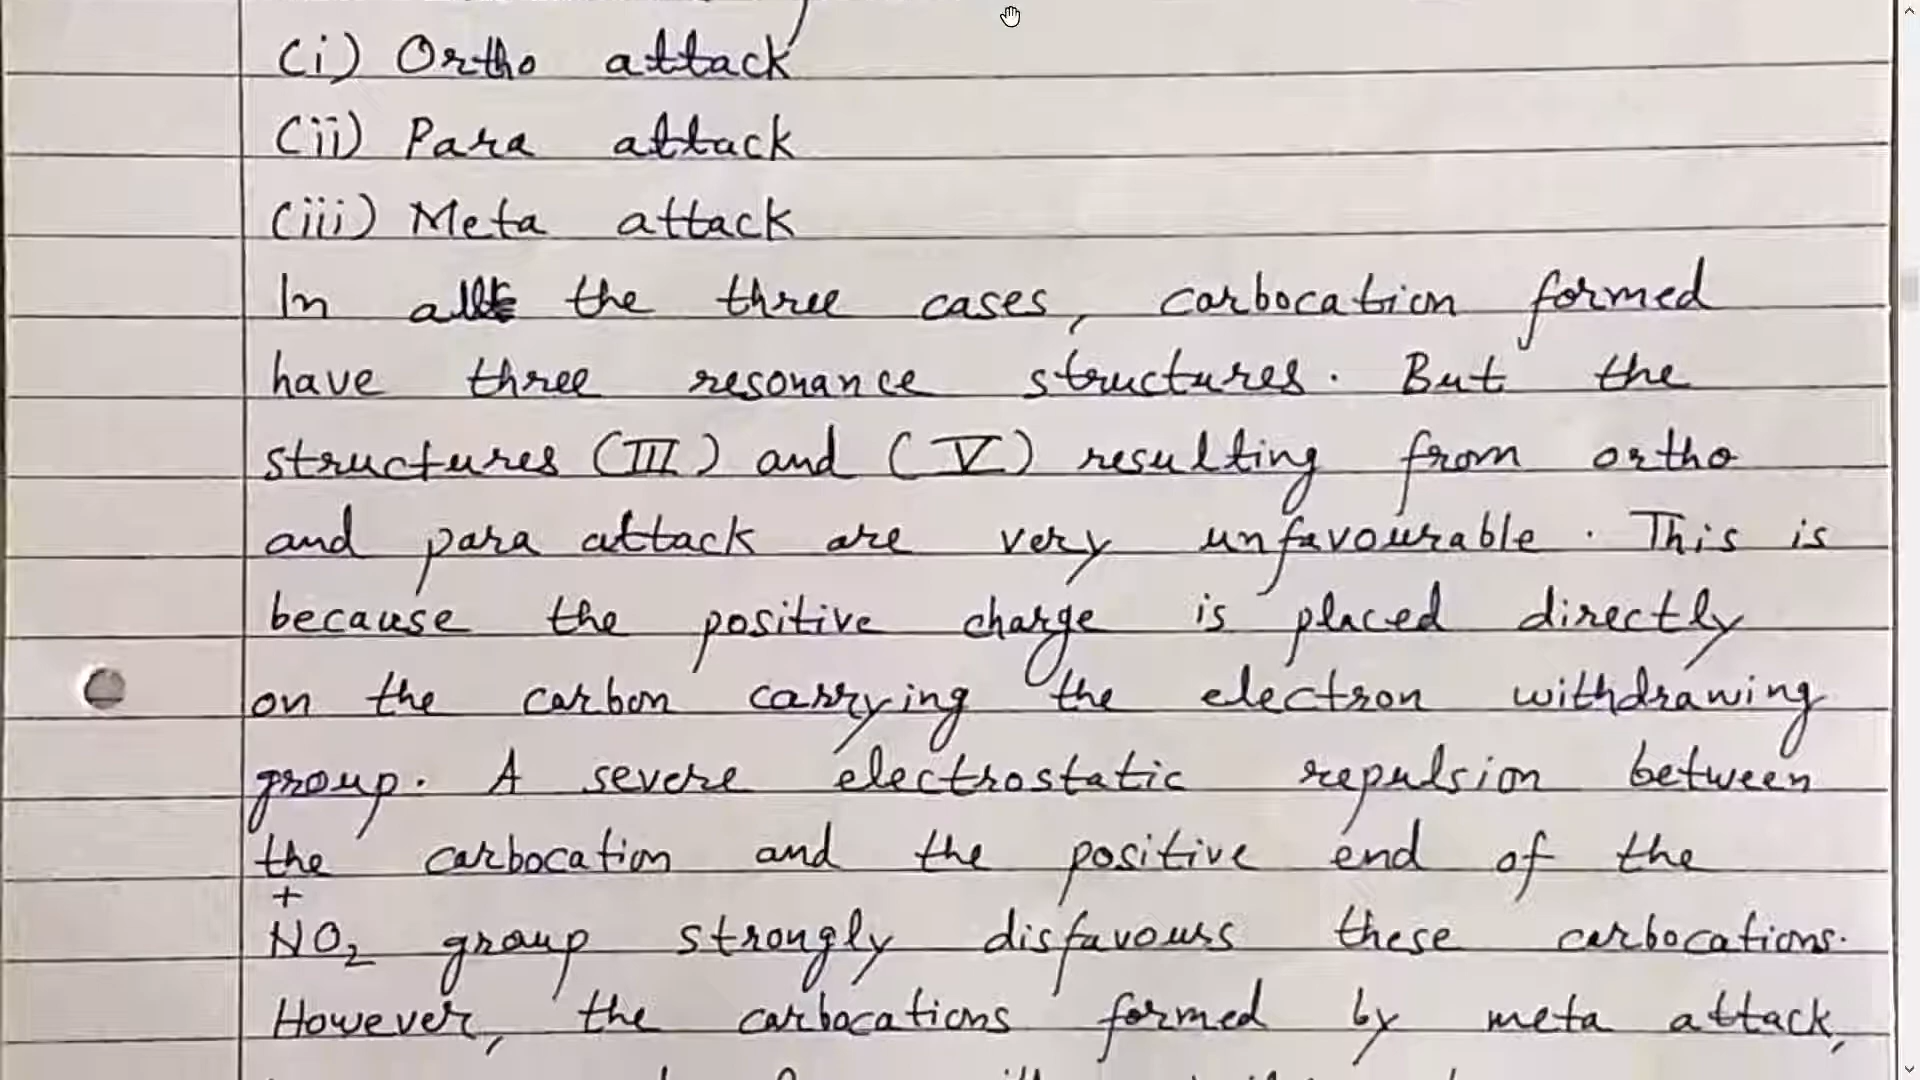 (i) Ortho attack
(ii) Para attack
(iii) Meta attack
In all the three cases, carbocation formed
have three resonance structures. But the
structures (III) and (V) resulting from ortho
and para attack are very unfavourable. This is
because the positive charge is placed directly
on the carbon carrying the electron withdrawing
group. A severe electrostatic repulsion between
the carbocation and the positive end of the
+
NO₂ group strongly disfavours these carbocations.
However, the carbocations formed by meta attack,